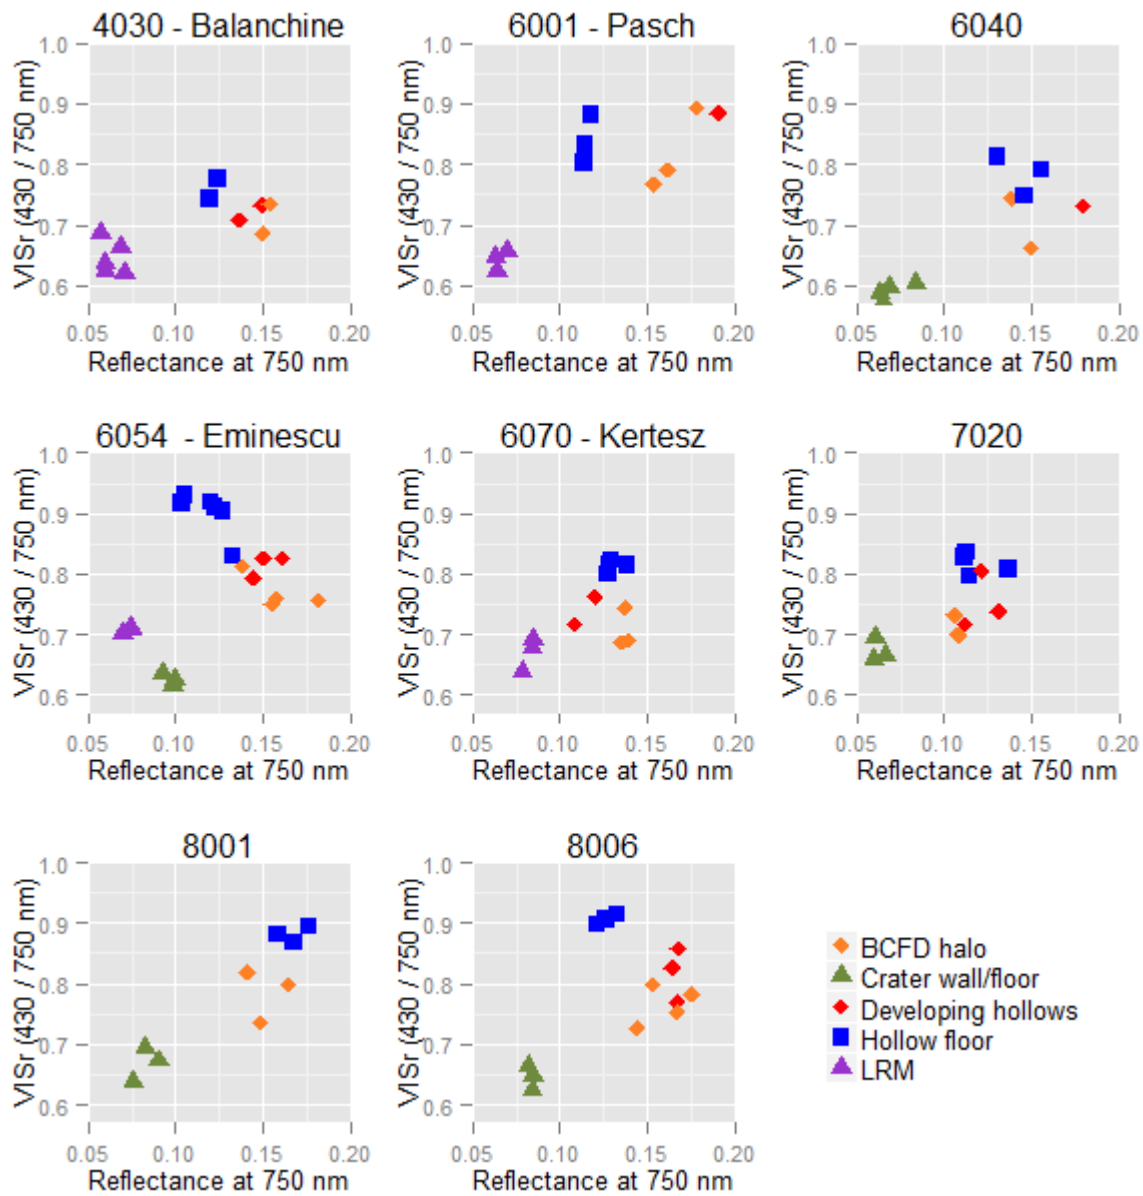 4030 - Balanchine
6001 - Pasch
6040
VISr (430 / 750 nm)
1.0
0.9
0.8
0.7
0.6
0.05 0.10 0.15 0.20
Reflectance at 750 nm
VISr (430 / 750 nm)
1.0
0.9
0.8
0.7
0.6
0.05 0.10 0.15 0.20
Reflectance at 750 nm
VISr (430 / 750 nm)
1.0
0.9
0.8
0.7
0.6
0.05 0.10 0.15 0.20
Reflectance at 750 nm
6054 - Eminescu
6070 - Kertesz
7020
VISr (430 / 750 nm)
1.0
0.9
0.8
0.7
0.6
0.05 0.10 0.15 0.20
Reflectance at 750 nm
VISr (430 / 750 nm)
1.0
0.9
0.8
0.7
0.6
0.05 0.10 0.15 0.20
Reflectance at 750 nm
VISr (430 / 750 nm)
1.0
0.9
0.8
0.7
0.6
0.05 0.10 0.15 0.20
Reflectance at 750 nm
8001
8006
VISr (430 / 750 nm)
1.0
0.9
0.8
0.7
0.6
0.05 0.10 0.15 0.20
Reflectance at 750 nm
VISr (430 / 750 nm)
1.0
0.9
0.8
0.7
0.6
0.05 0.10 0.15 0.20
Reflectance at 750 nm
BCFD halo
Crater wall/floor
Developing hollows
Hollow floor
LRM